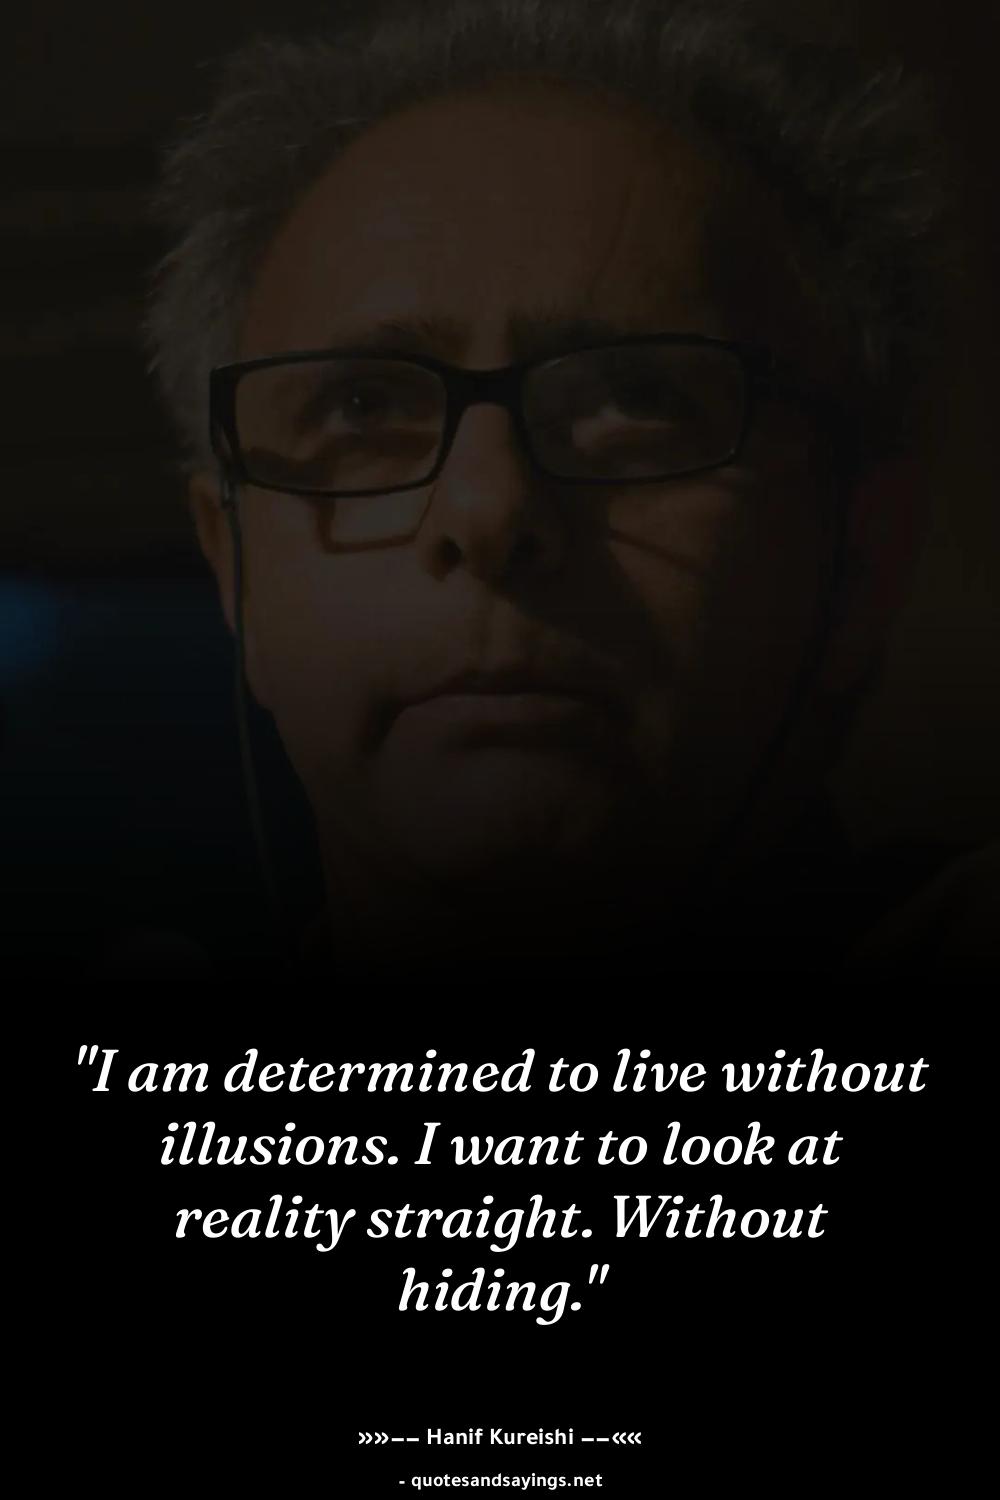 "I am determined to live without
illusions. I want to look at
reality straight. Without
hiding."
»»–– Hanif Kureishi ––««
- quotesandsayings.net